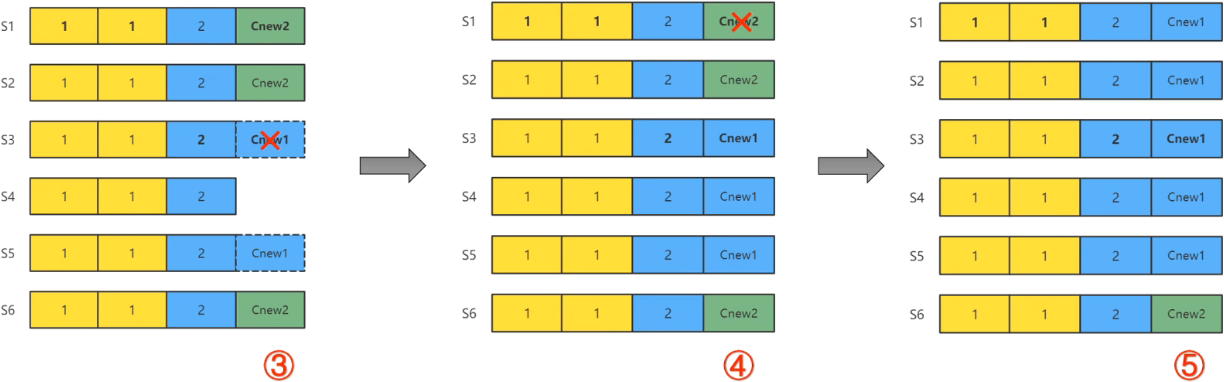 S1 1 1 2 Cnew2
S2 1 1 2 Cnew2
S3 1 1 2 Cnew1
S4 1 1 2
S5 1 1 2 Cnew1
S6 1 1 2 Cnew2
③
S1 1 1 2 Cnew2
S2 1 1 2 Cnew2
S3 1 1 2 Cnew1
S4 1 1 2 Cnew1
S5 1 1 2 Cnew1
S6 1 1 2 Cnew2
④
S1 1 1 2 Cnew1
S2 1 1 2 Cnew1
S3 1 1 2 Cnew1
S4 1 1 2 Cnew1
S5 1 1 2 Cnew1
S6 1 1 2 Cnew2
⑤